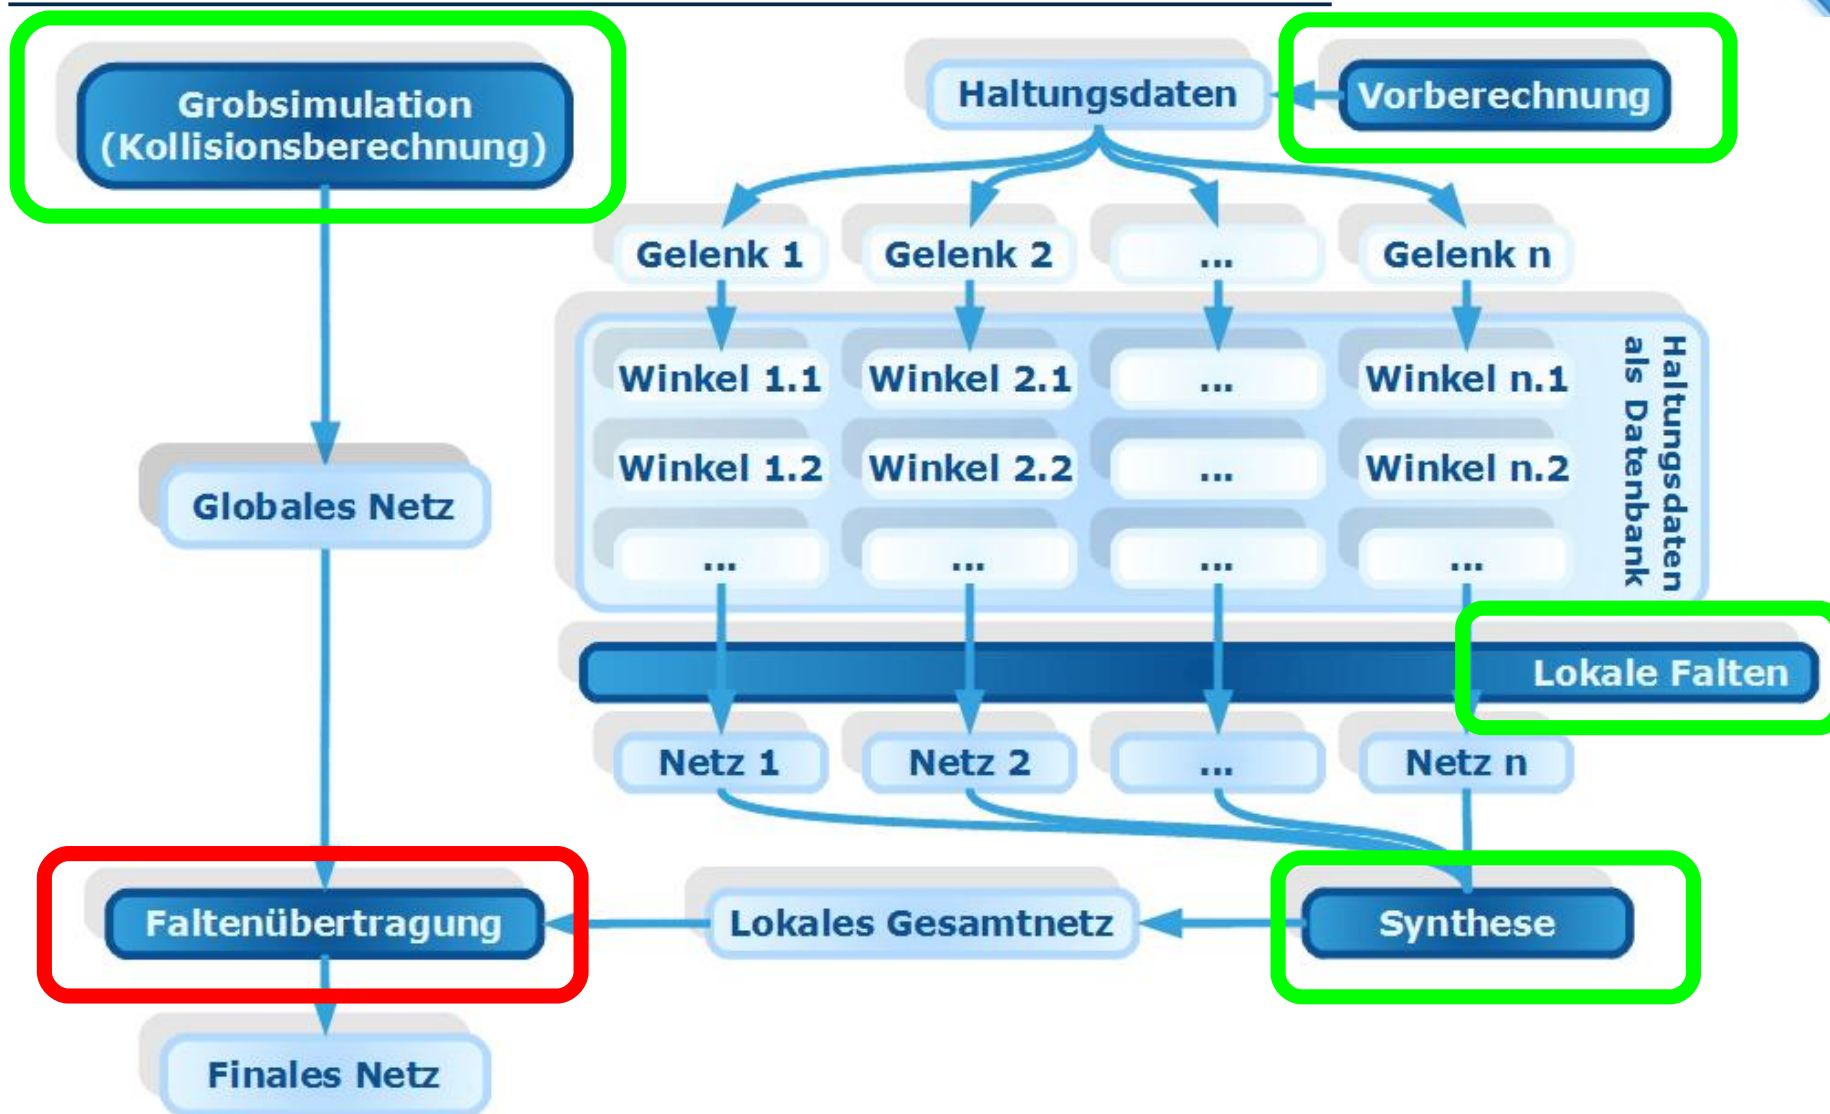 Grobsimulation
(Kollisionsberechnung)
Haltungsdaten
Vorberechnung
Gelenk 1
Gelenk 2
...
Gelenk n
Winkel 1.1
Winkel 2.1
...
Winkel n.1
Winkel 1.2
Winkel 2.2
...
Winkel n.2
...
...
...
...
Haltungsdaten
als Datenbank
Globales Netz
Lokale Falten
Netz 1
Netz 2
...
Netz n
Faltenübertragung
Lokales Gesamtnetz
Synthese
Finales Netz